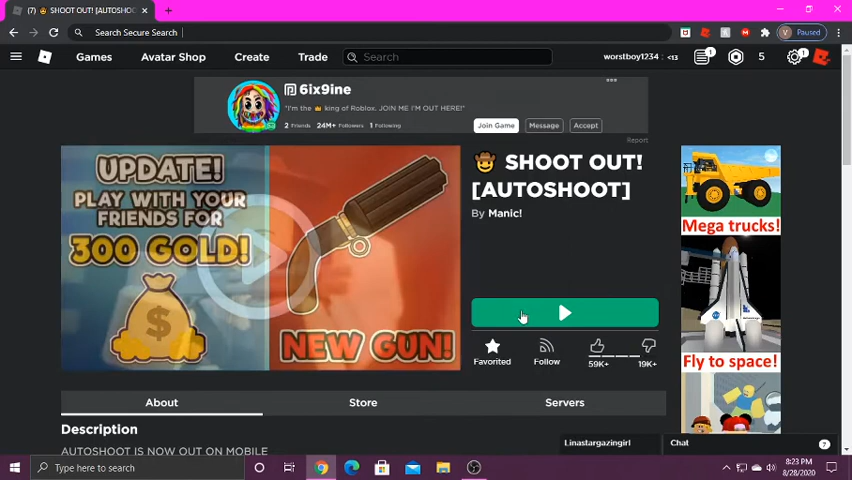 (7) 🤠 SHOOT OUT! [AUTOSHOO
Search Secure Search
Paused
Games Avatar Shop Create Trade Search worstboy1234 : <13 1 5 1
6ix9ine
"I'm the 👑 king of Roblox. JOIN ME I'M OUT HERE!"
2 Friends 24M+ Followers 1 Following
Join Game Message Accept
Report
UPDATE!
PLAY WITH YOUR
FRIENDS FOR
300 GOLD!
$
NEW GUN!
🤠 SHOOT OUT!
[AUTOSHOOT]
By Manic!
Favorited Follow 59K+ 19K+
Mega trucks!
Fly to space!
About Store Servers
Description
AUTOSHOOT IS NOW OUT ON MOBILE
Linastargazingirl Chat ?
Type here to search
8:23 PM
8/28/2020